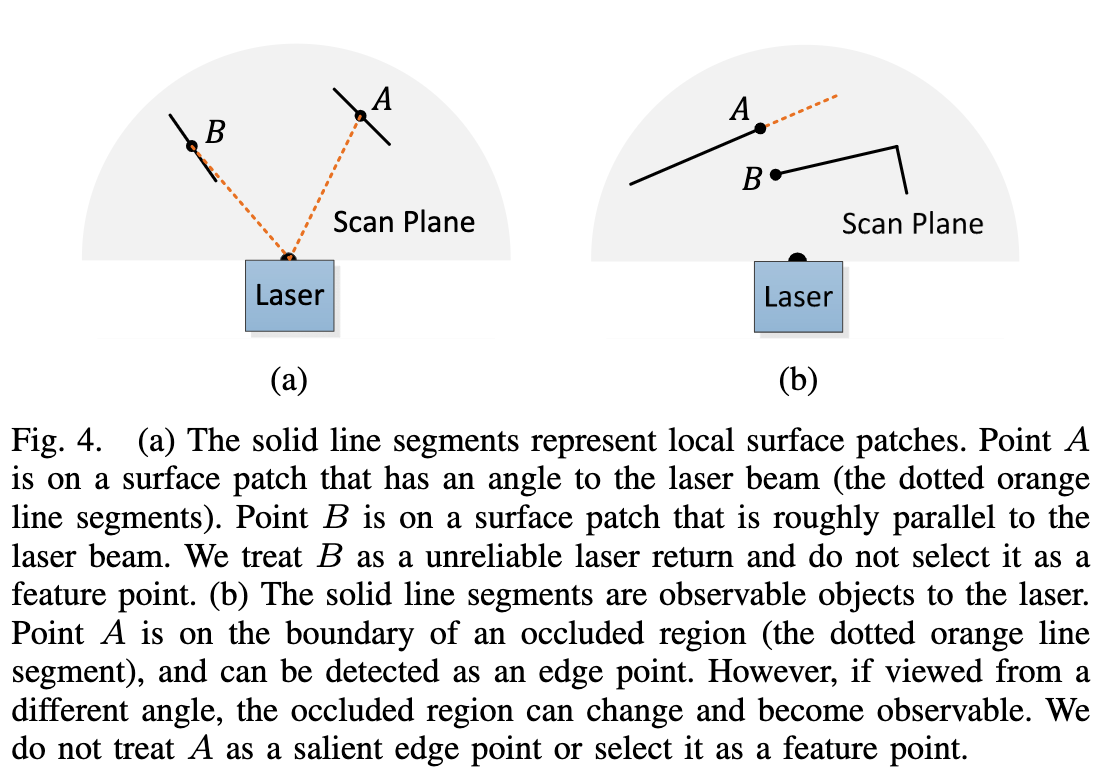 B
A
Scan Plane
Laser
(a)
A
B
Scan Plane
Laser
(b)
Fig. 4. (a) The solid line segments represent local surface patches. Point A
is on a surface patch that has an angle to the laser beam (the dotted orange
line segments). Point B is on a surface patch that is roughly parallel to the
laser beam. We treat B as a unreliable laser return and do not select it as a
feature point. (b) The solid line segments are observable objects to the laser.
Point A is on the boundary of an occluded region (the dotted orange line
segment), and can be detected as an edge point. However, if viewed from a
different angle, the occluded region can change and become observable. We
do not treat A as a salient edge point or select it as a feature point.